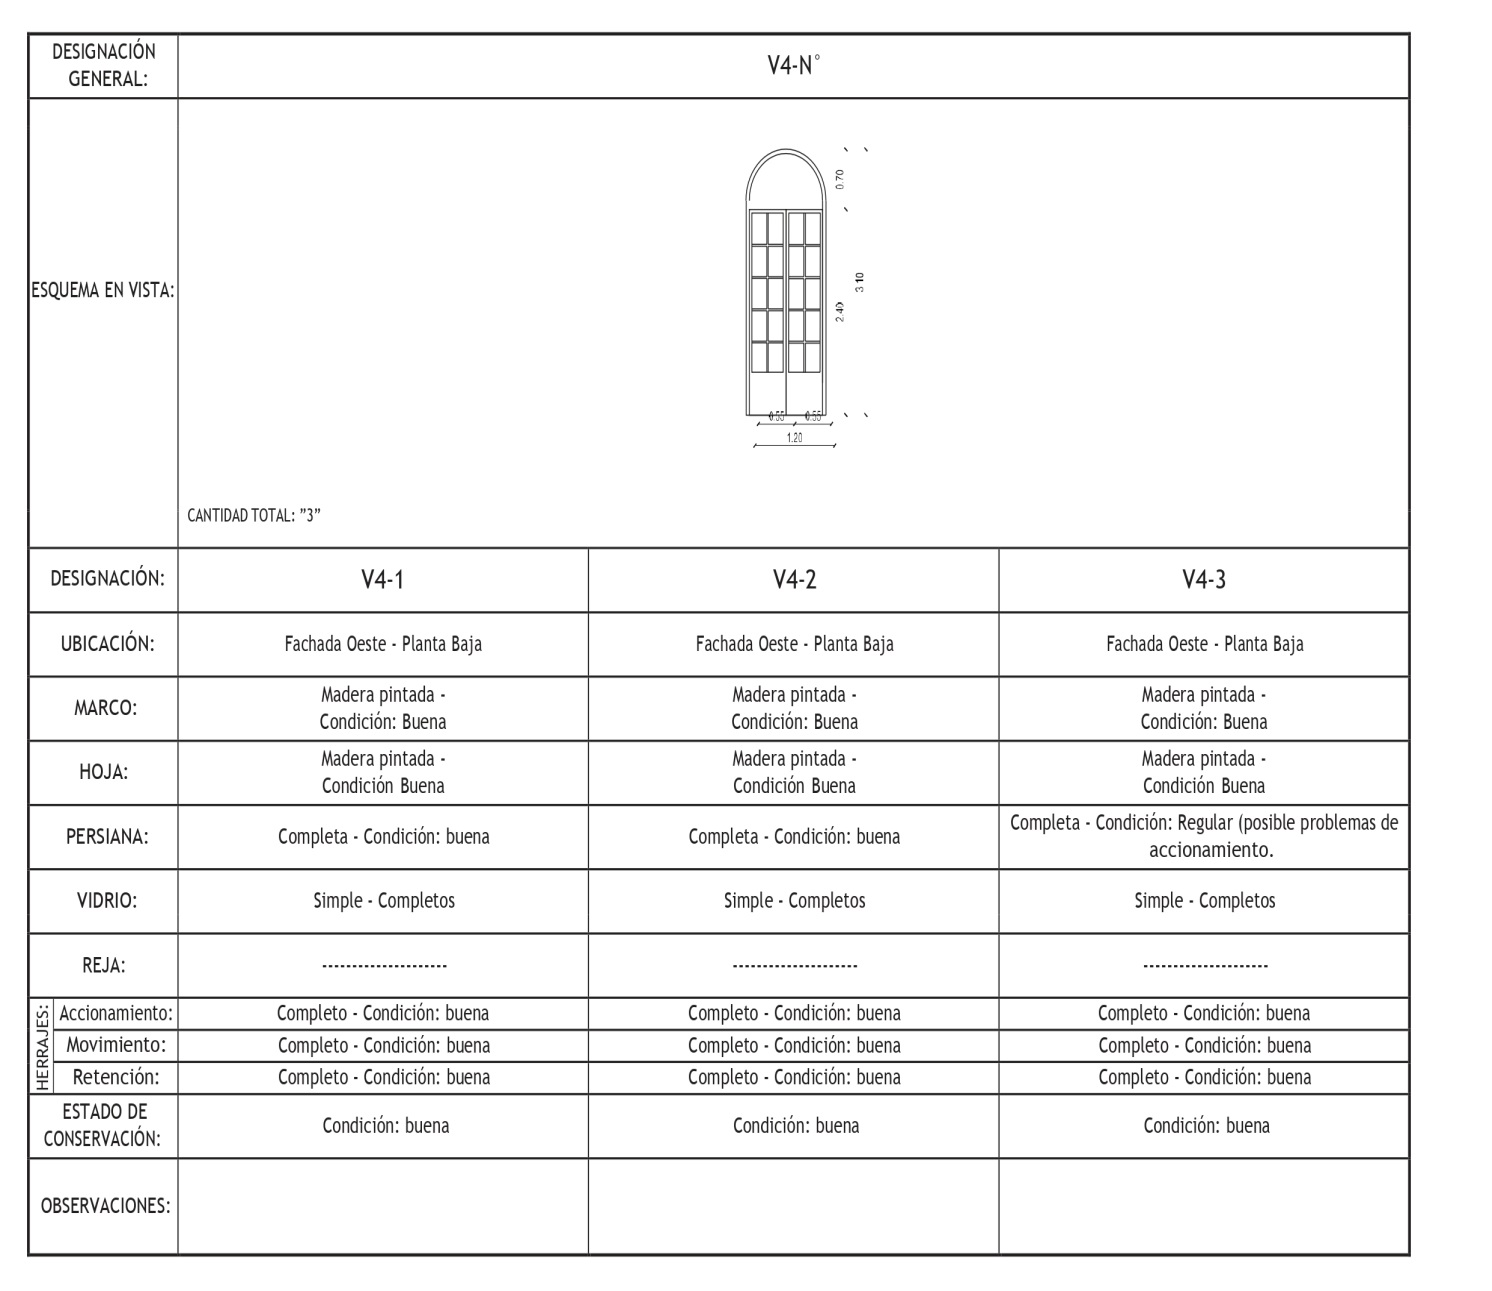 DESIGNACIÓN
GENERAL:
V4-N°
ESQUEMA EN VISTA:
0.70
3.10
2.40
0.55 0.55
1.20
CANTIDAD TOTAL: ”3”
DESIGNACIÓN: V4-1 V4-2 V4-3
UBICACIÓN: Fachada Oeste - Planta Baja Fachada Oeste - Planta Baja Fachada Oeste - Planta Baja
MARCO:
Madera pintada -
Condición: Buena
Madera pintada -
Condición: Buena
Madera pintada -
Condición: Buena
HOJA:
Madera pintada -
Condición Buena
Madera pintada -
Condición Buena
Madera pintada -
Condición Buena
PERSIANA: Completa - Condición: buena Completa - Condición: buena
Completa - Condición: Regular (posible problemas de
accionamiento.
VIDRIO: Simple - Completos Simple - Completos Simple - Completos
REJA: --------------------- --------------------- ---------------------
HERRAJES:
Accionamiento: Completo - Condición: buena Completo - Condición: buena Completo - Condición: buena
Movimiento: Completo - Condición: buena Completo - Condición: buena Completo - Condición: buena
Retención: Completo - Condición: buena Completo - Condición: buena Completo - Condición: buena
ESTADO DE
CONSERVACIÓN:
Condición: buena Condición: buena Condición: buena
OBSERVACIONES: